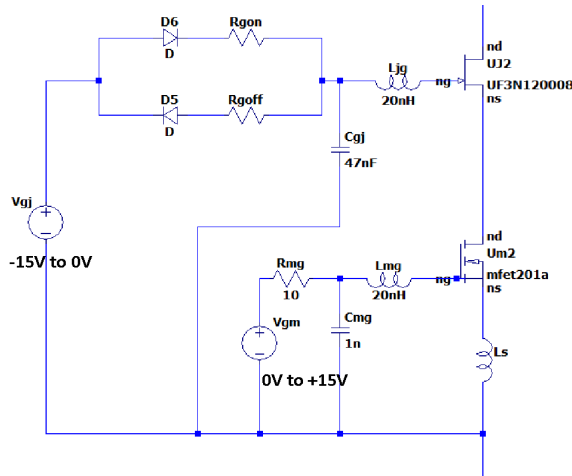 D6
D
Rgon
D5
D
Rgoff
Ljg
20nH
ng
nd
UJ2
UF3N120008
ns
Cgj
47nF
Vgj
-15V to 0V
Rmg
10
Lmg
20nH
ng
nd
Um2
mfet201a
ns
Vgm
0V to +15V
Cmg
1n
Ls